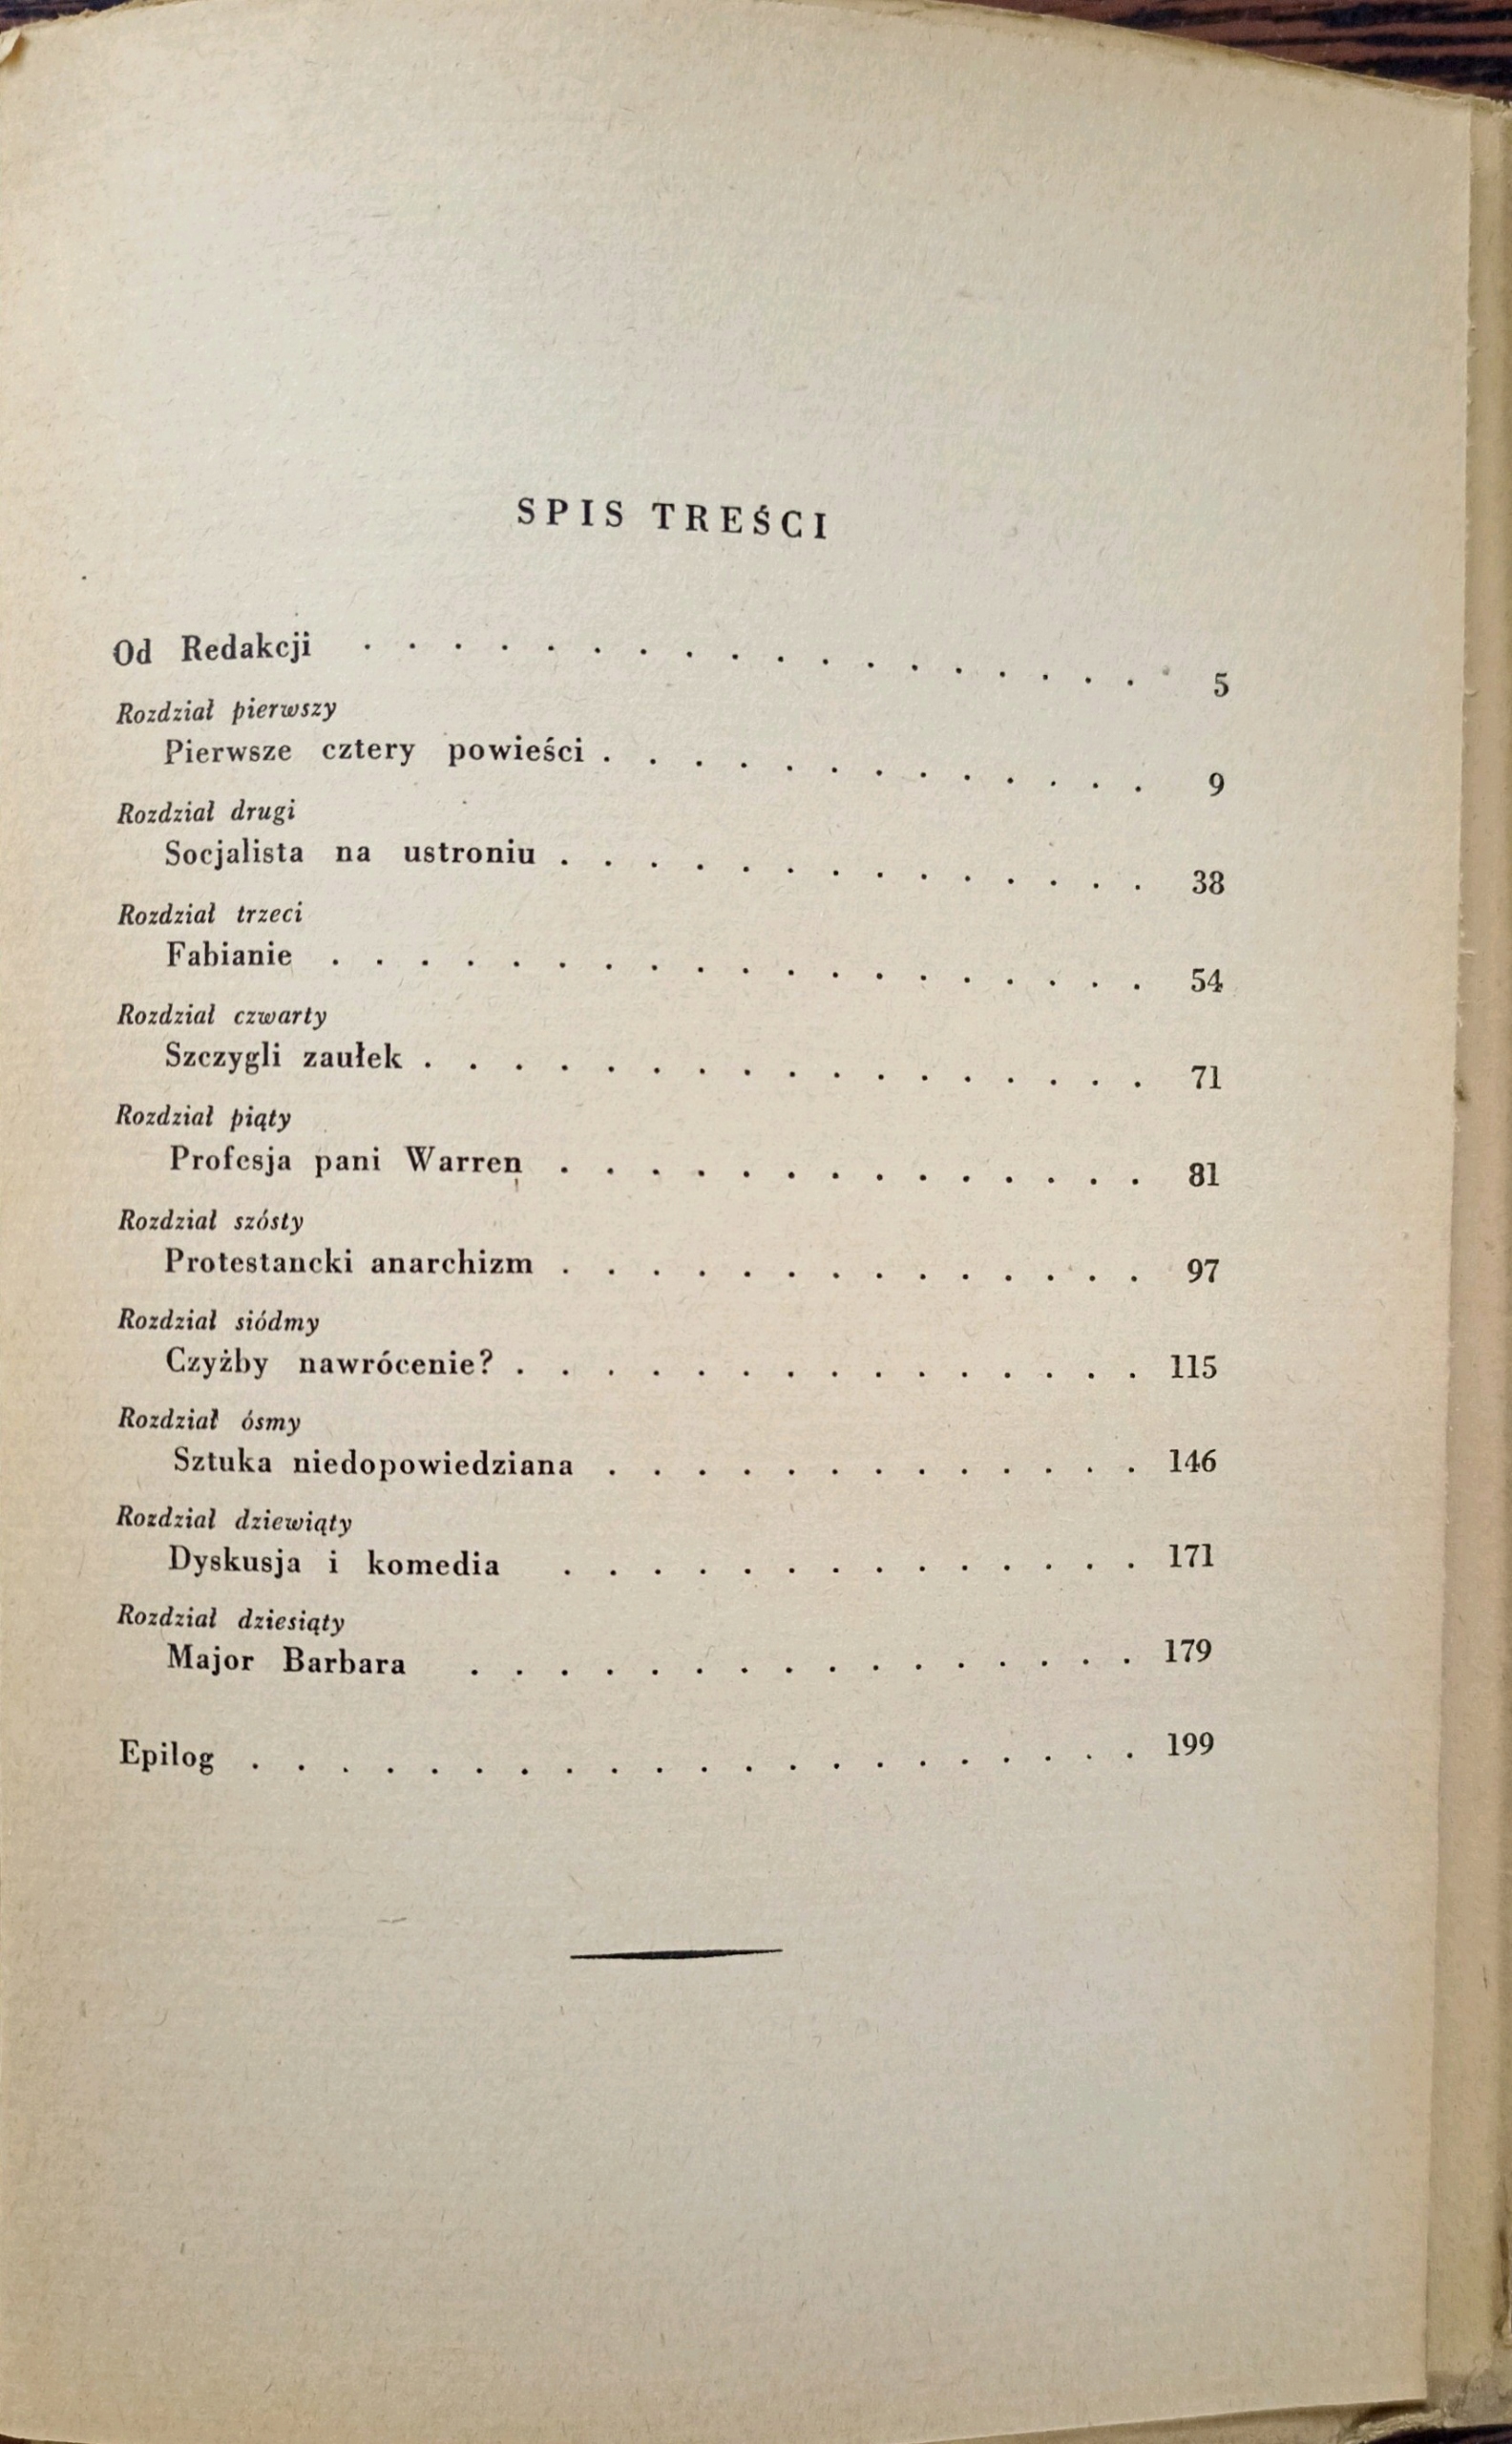 SPIS TREŚCI
Od Redakcji . . . . . . . . . . . . . . . . . . 5
Rozdział pierwszy
Pierwsze cztery powieści . . . . . . . . . . . . . 9
Rozdział drugi
Socjalista na ustroniu . . . . . . . . . . . . . . 38
Rozdział trzeci
Fabianie . . . . . . . . . . . . . . . . . . . 54
Rozdział czwarty
Szczygli zaułek . . . . . . . . . . . . . . . . . 71
Rozdział piąty
Profesja pani Warren . . . . . . . . . . . . . . 81
Rozdział szósty
Protestancki anarchizm . . . . . . . . . . . . . . 97
Rozdział siódmy
Czyżby nawrócenie? . . . . . . . . . . . . . . . 115
Rozdział ósmy
Sztuka niedopowiedziana . . . . . . . . . . . . . 146
Rozdział dziewiąty
Dyskusja i komedia . . . . . . . . . . . . . . 171
Rozdział dziesiąty
Major Barbara . . . . . . . . . . . . . . . . 179
Epilog . . . . . . . . . . . . . . . . . . . . . 199